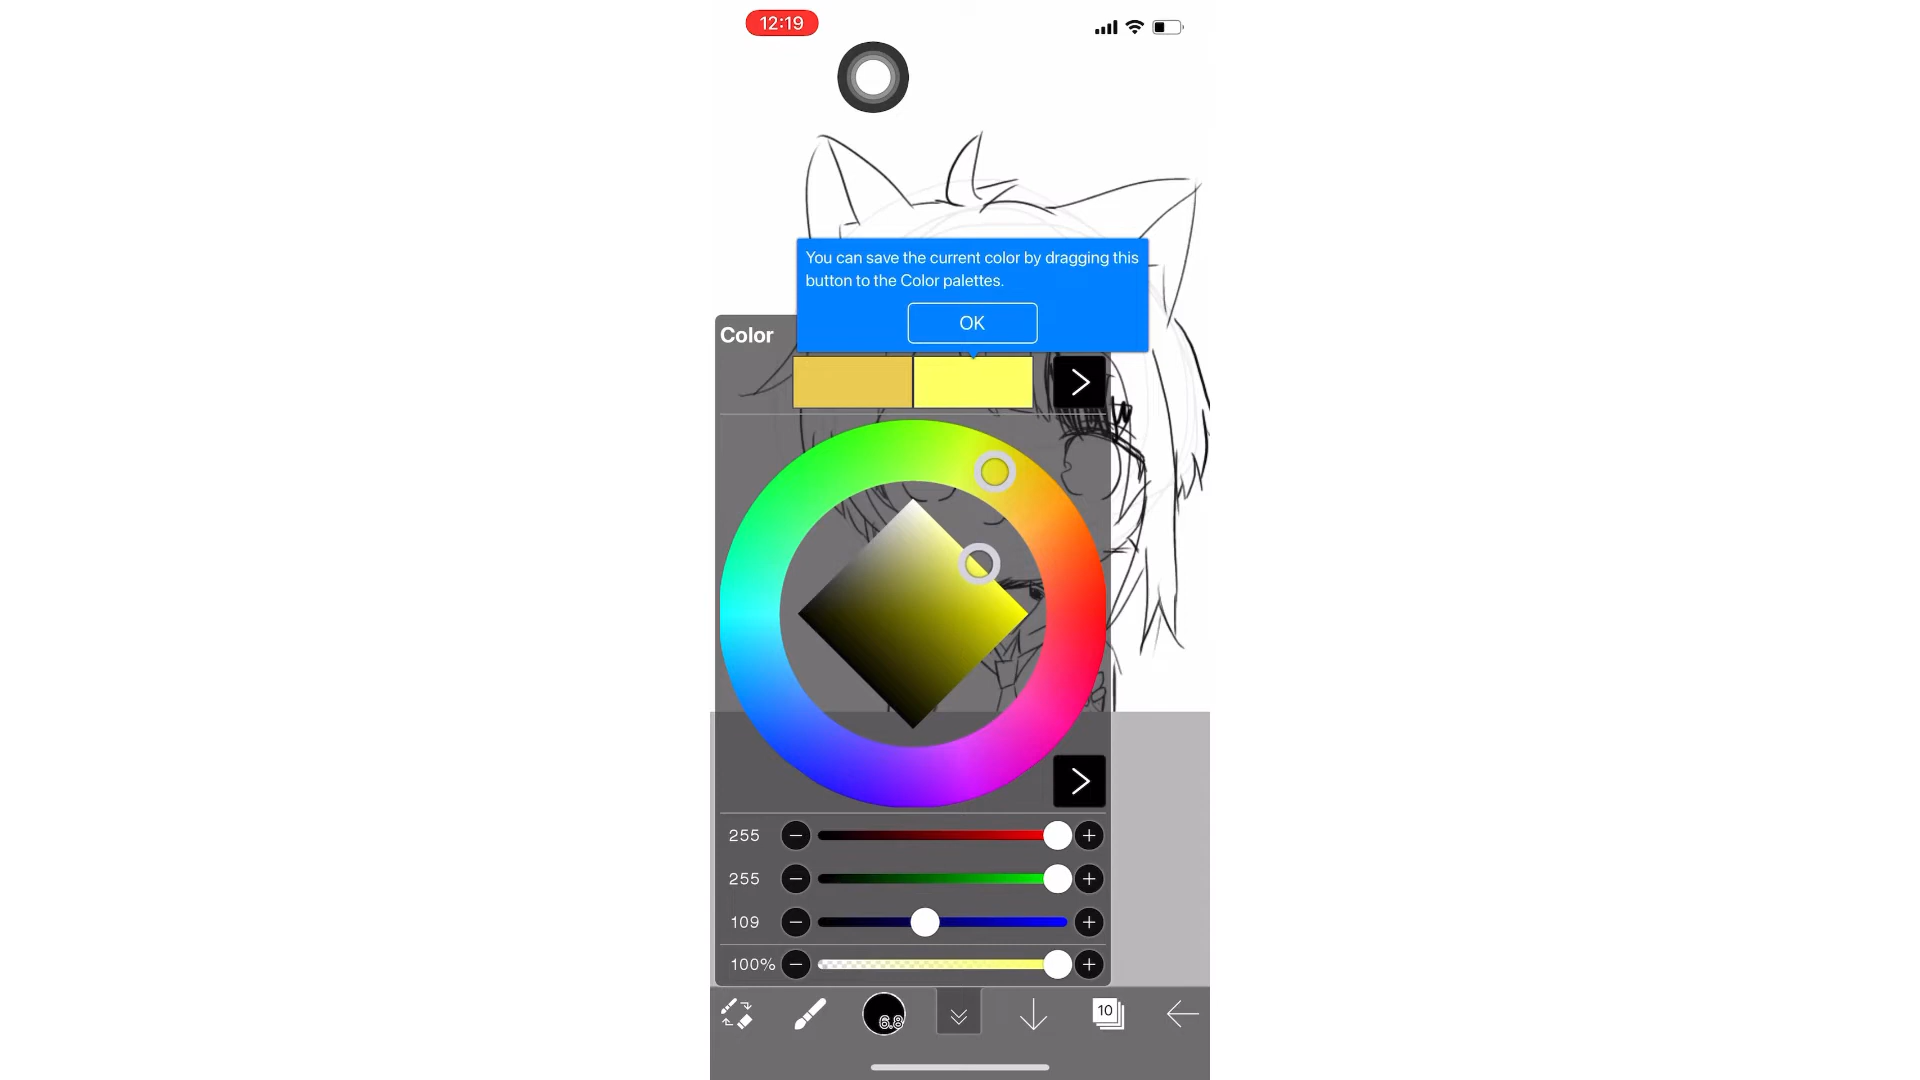 12:19
You can save the current color by dragging this
button to the Color palettes.
OK
Color
255
255
109
100%
6.8
10